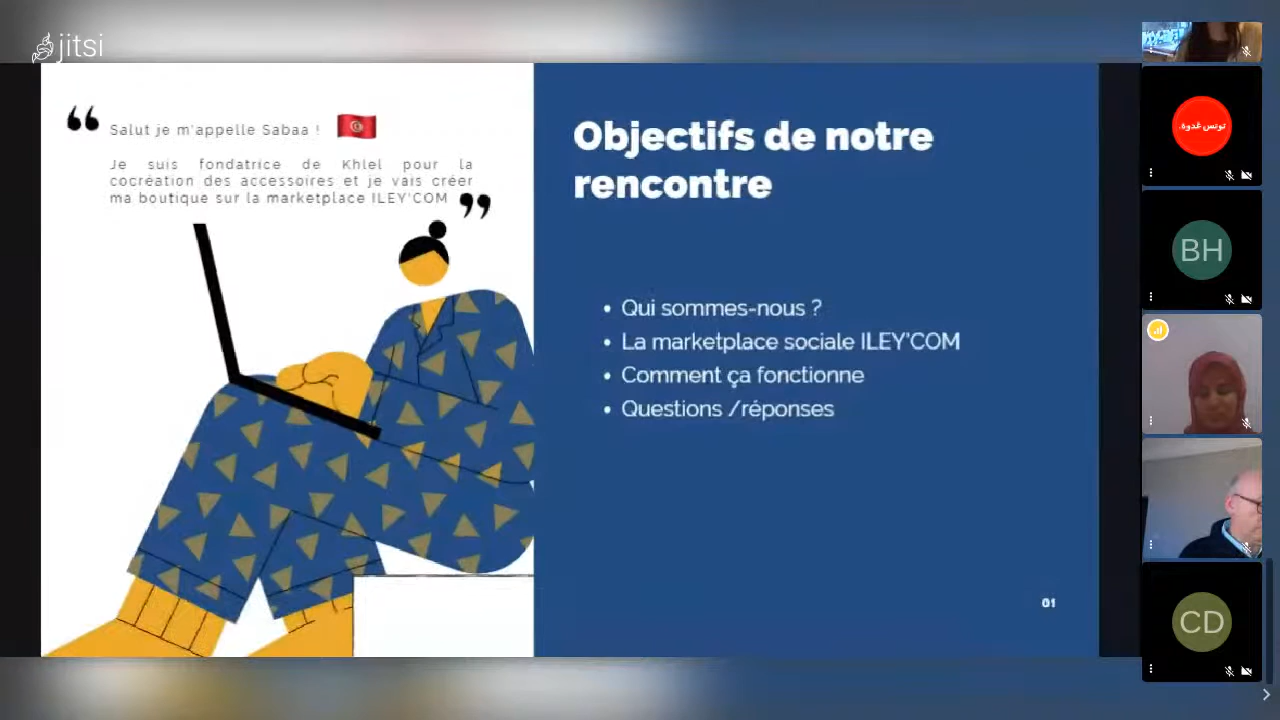 jitsi
“ Salut je m'appelle Sabaa !
Je suis fondatrice de Khlel pour la
cocréation des accessoires et je vais créer
ma boutique sur la marketplace ILEY'COM ”
Objectifs de notre
rencontre
• Qui sommes-nous ?
• La marketplace sociale ILEY'COM
• Comment ça fonctionne
• Questions /réponses
01
تونس غدوة
BH
CD